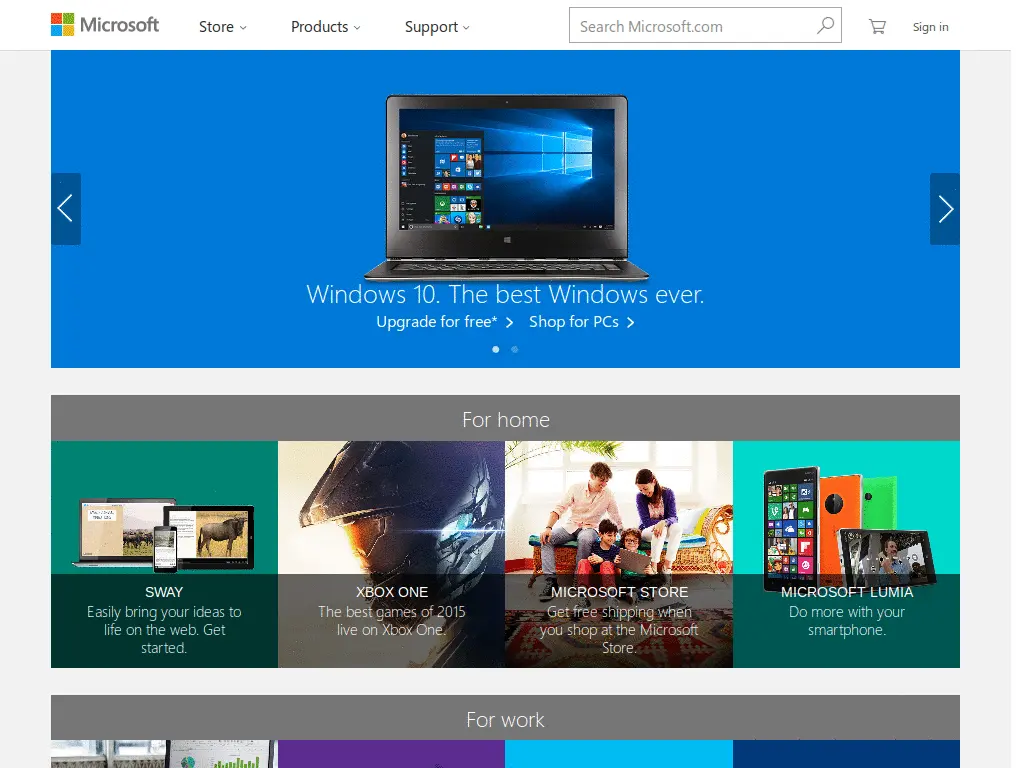 Microsoft
Store
Products
Support
Search Microsoft.com
Sign in
Windows 10. The best Windows ever.
Upgrade for free*
Shop for PCs
For home
SWAY
Easily bring your ideas to
life on the web. Get
started.
XBOX ONE
The best games of 2015
live on Xbox One.
MICROSOFT STORE
Get free shipping when
you shop at the Microsoft
Store.
MICROSOFT LUMIA
Do more with your
smartphone.
For work